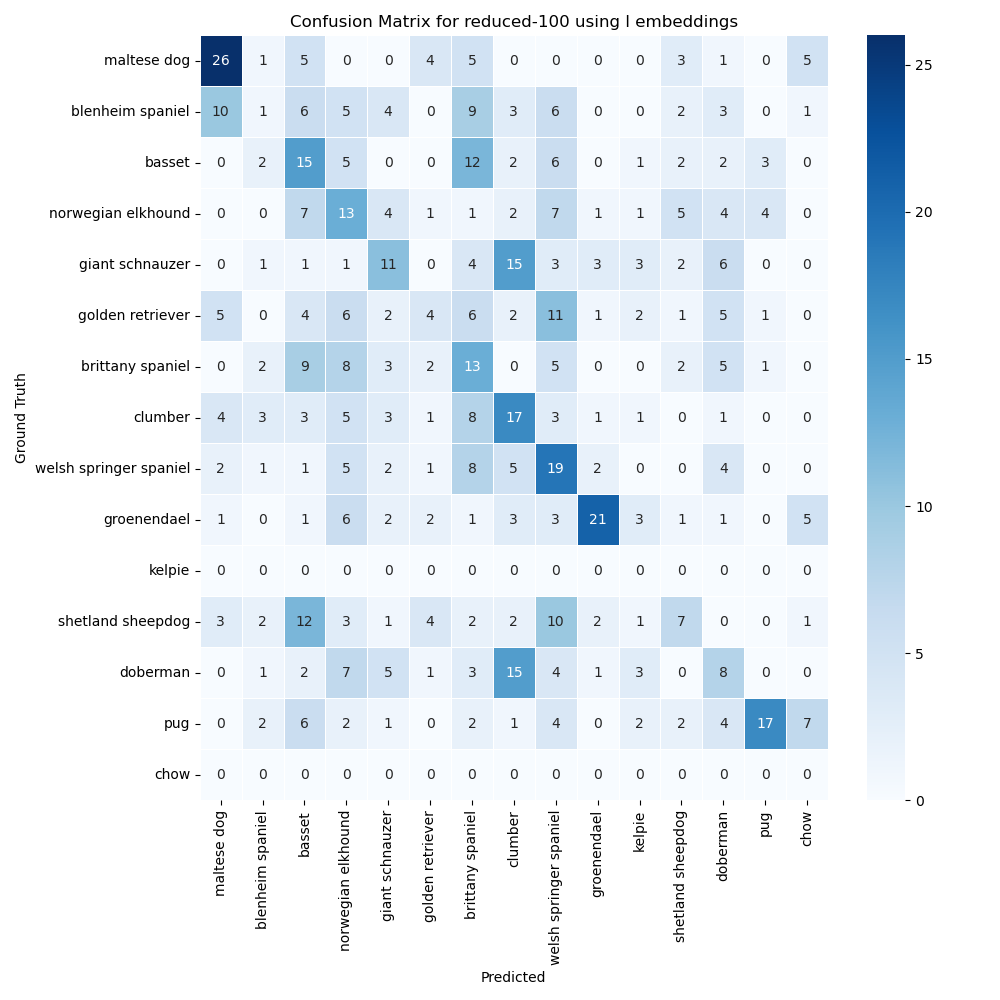 Confusion Matrix for reduced-100 using l embeddings
maltese dog 26 1 5 0 0 4 5 0 0 0 0 3 1 0 5
blenheim spaniel 10 1 6 5 4 0 9 3 6 0 0 2 3 0 1
basset 0 2 15 5 0 0 12 2 6 0 1 2 2 3 0
norwegian elkhound 0 0 7 13 4 1 1 2 7 1 1 5 4 4 0
giant schnauzer 0 1 1 1 11 0 4 15 3 3 3 2 6 0 0
golden retriever 5 0 4 6 2 4 6 2 11 1 2 1 5 1 0
brittany spaniel 0 2 9 8 3 2 13 0 5 0 0 2 5 1 0
clumber 4 3 3 5 3 1 8 17 3 1 1 0 1 0 0
welsh springer spaniel 2 1 1 5 2 1 8 5 19 2 0 0 4 0 0
groenendael 1 0 1 6 2 2 1 3 3 21 3 1 1 0 5
kelpie 0 0 0 0 0 0 0 0 0 0 0 0 0 0 0
shetland sheepdog 3 2 12 3 1 4 2 2 10 2 1 7 0 0 1
doberman 0 1 2 7 5 1 3 15 4 1 3 0 8 0 0
pug 0 2 6 2 1 0 2 1 4 0 2 2 4 17 7
chow 0 0 0 0 0 0 0 0 0 0 0 0 0 0 0
Ground Truth
maltese dog
blenheim spaniel
basset
norwegian elkhound
giant schnauzer
golden retriever
brittany spaniel
clumber
welsh springer spaniel
groenendael
kelpie
shetland sheepdog
doberman
pug
chow
Predicted
25
20
15
10
5
0